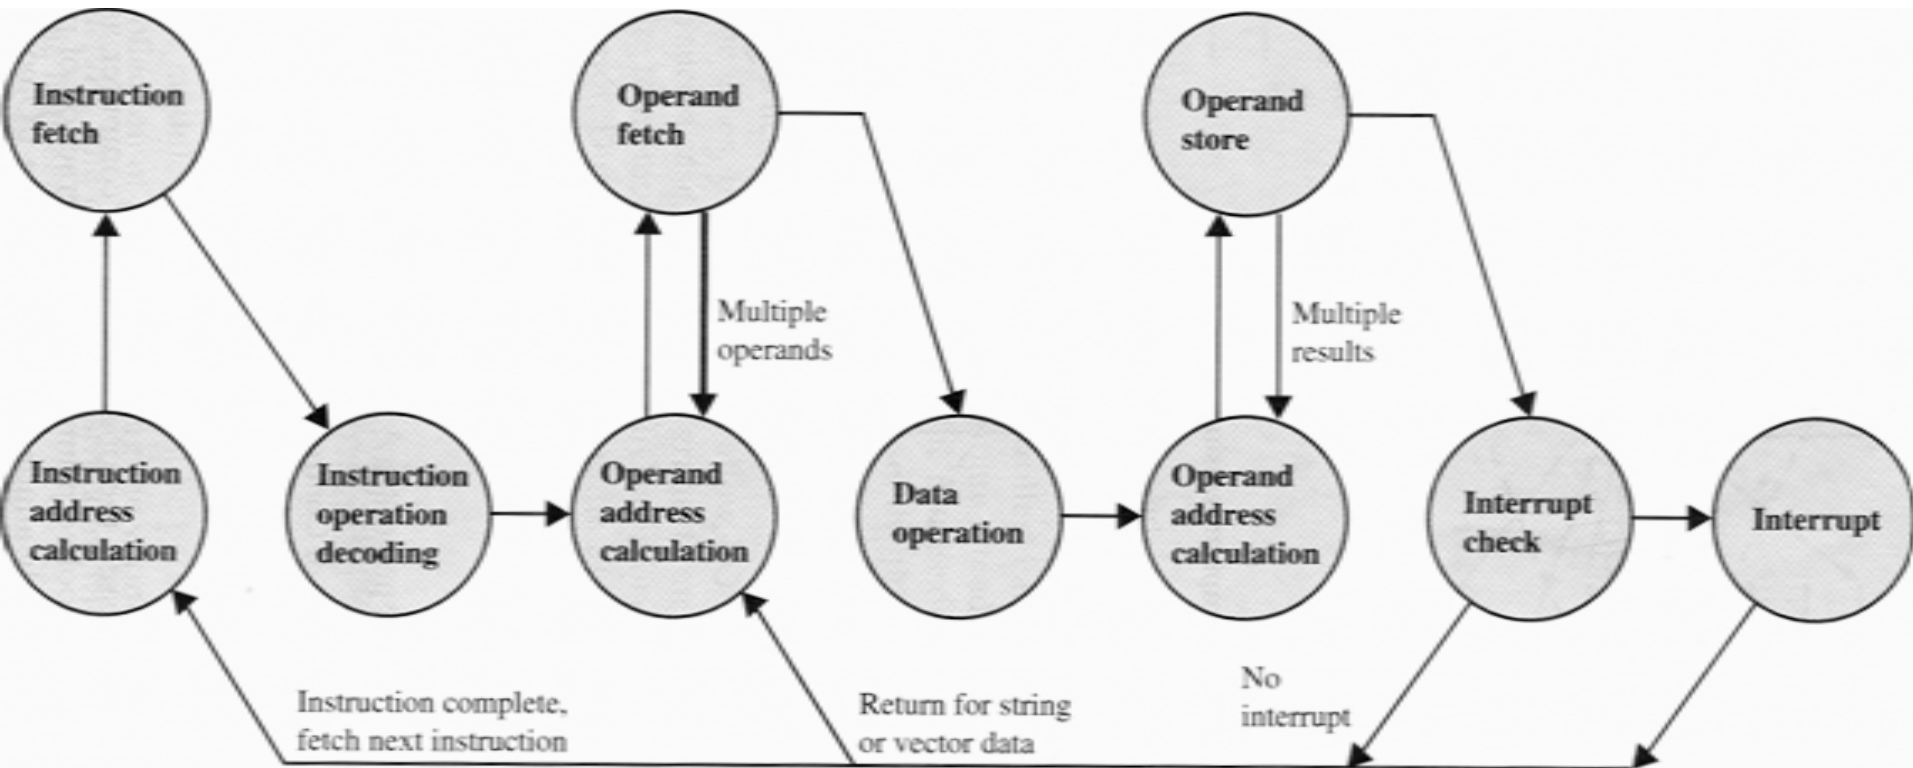 Instruction
fetch
Operand
fetch
Operand
store
Multiple
operands
Multiple
results
Instruction
address
calculation
Instruction
operation
decoding
Operand
address
calculation
Data
operation
Operand
address
calculation
Interrupt
check
Interrupt
Instruction complete,
fetch next instruction
Return for string
or vector data
No
interrupt